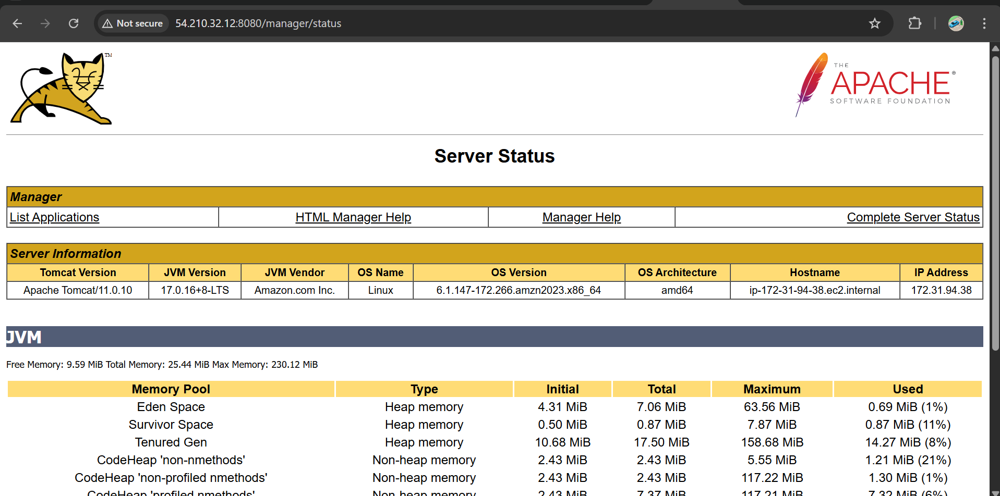 Not secure 54.210.32.12:8080/manager/status
TM
THE
APACHE®
SOFTWARE FOUNDATION
Server Status
Manager
List Applications HTML Manager Help Manager Help Complete Server Status
Server Information
Tomcat Version JVM Version JVM Vendor OS Name OS Version OS Architecture Hostname IP Address
Apache Tomcat/11.0.10 17.0.16+8-LTS Amazon.com Inc. Linux 6.1.147-172.266.amzn2023.x86_64 amd64 ip-172-31-94-38.ec2.internal 172.31.94.38
JVM
Free Memory: 9.59 MiB Total Memory: 25.44 MiB Max Memory: 230.12 MiB
Memory Pool Type Initial Total Maximum Used
Eden Space Heap memory 4.31 MiB 7.06 MiB 63.56 MiB 0.69 MiB (1%)
Survivor Space Heap memory 0.50 MiB 0.87 MiB 7.87 MiB 0.87 MiB (11%)
Tenured Gen Heap memory 10.68 MiB 17.50 MiB 158.68 MiB 14.27 MiB (8%)
CodeHeap 'non-nmethods' Non-heap memory 2.43 MiB 2.43 MiB 5.55 MiB 1.21 MiB (21%)
CodeHeap 'non-profiled nmethods' Non-heap memory 2.43 MiB 2.43 MiB 117.22 MiB 1.30 MiB (1%)
CodeHeap 'profiled nmethods' Non-heap memory 2.43 MiB 7.37 MiB 117.21 MiB 7.32 MiB (6%)